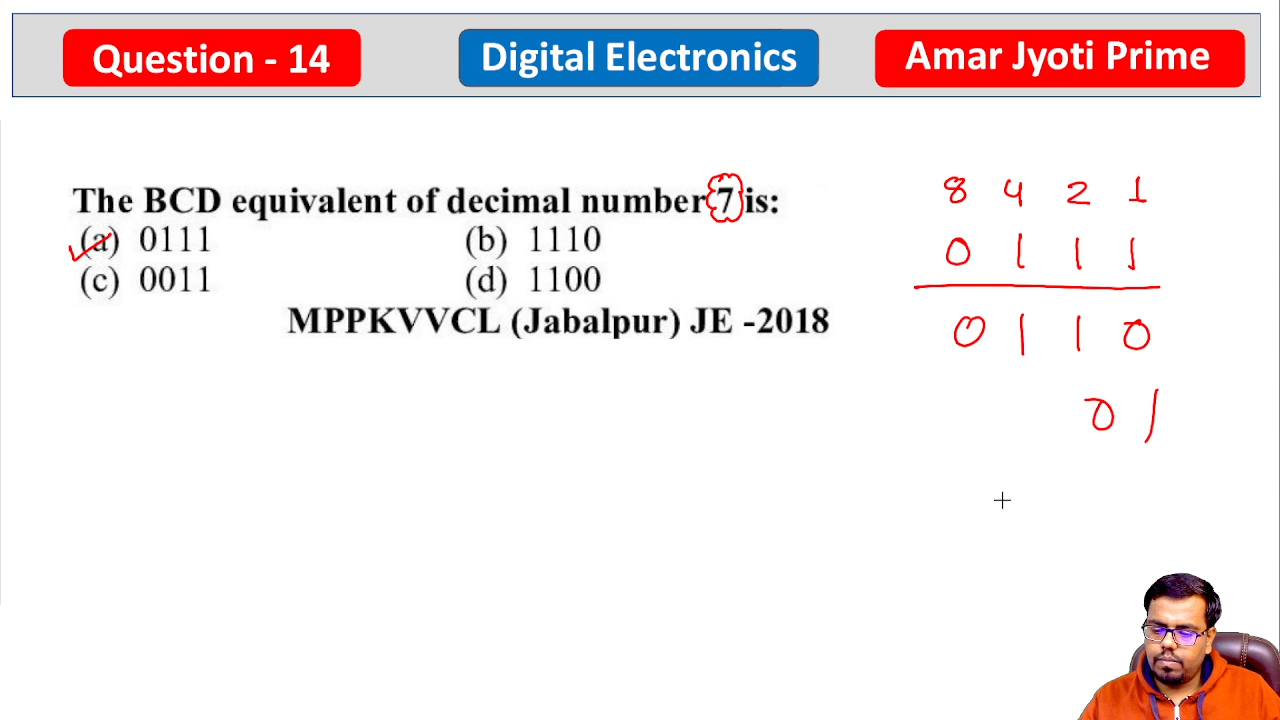 Question - 14 Digital Electronics Amar Jyoti Prime
The BCD equivalent of decimal number 7 is:
(a) 0111 (b) 1110
(c) 0011 (d) 1100
MPPKVVCL (Jabalpur) JE -2018
8 4 2 1
0 1 1 1
0 1 1 0
0 1